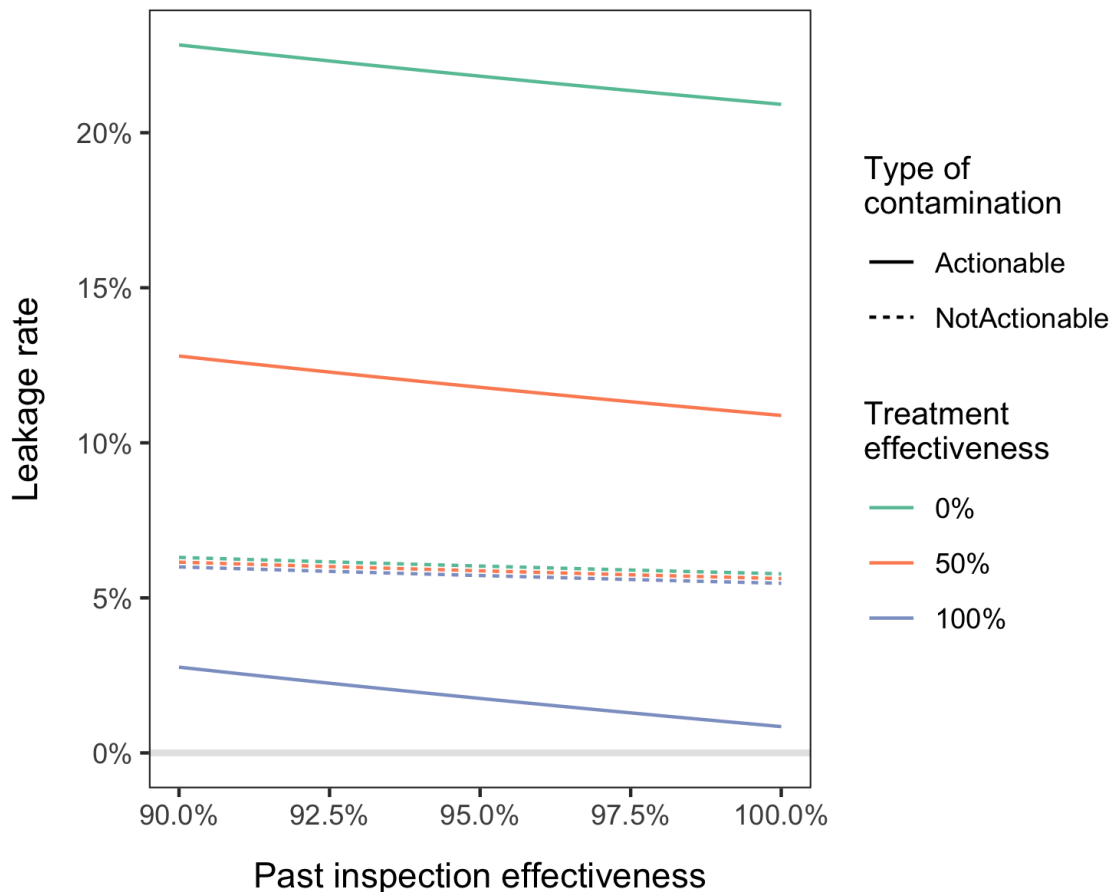 Leakage rate
20%
15%
10%
5%
0%
90.0%
92.5%
95.0%
97.5%
100.0%
Past inspection effectiveness
Type of
contamination
Actionable
NotActionable
Treatment
effectiveness
0%
50%
100%